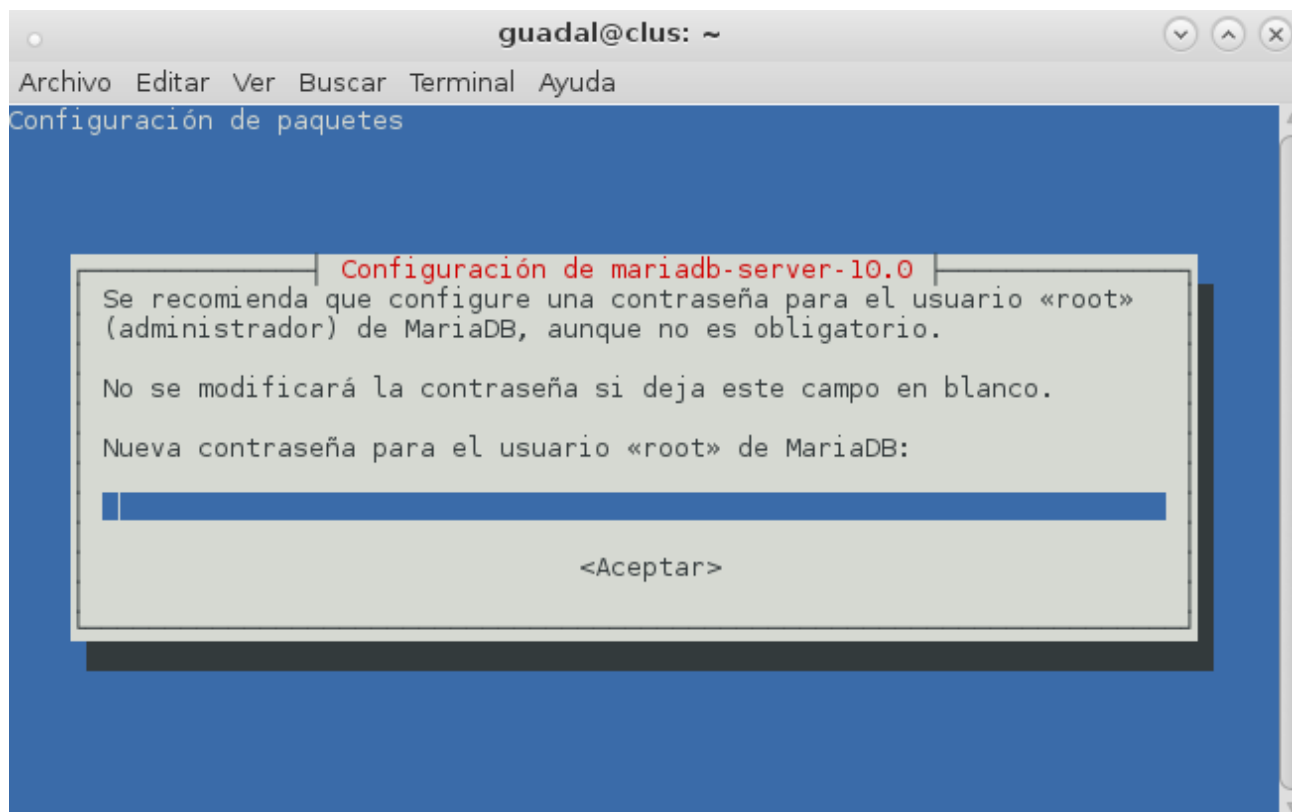 guadal@clus: ~
Archivo Editar Ver Buscar Terminal Ayuda
Configuración de paquetes
Configuración de mariadb-server-10.0
Se recomienda que configure una contraseña para el usuario «root»
(administrador) de MariaDB, aunque no es obligatorio.
No se modificará la contraseña si deja este campo en blanco.
Nueva contraseña para el usuario «root» de MariaDB:
<Aceptar>